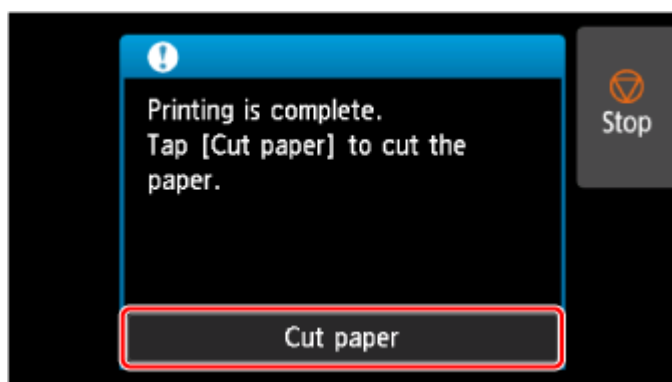 Printing is complete.
Tap [Cut paper] to cut the
paper.
Stop
Cut paper